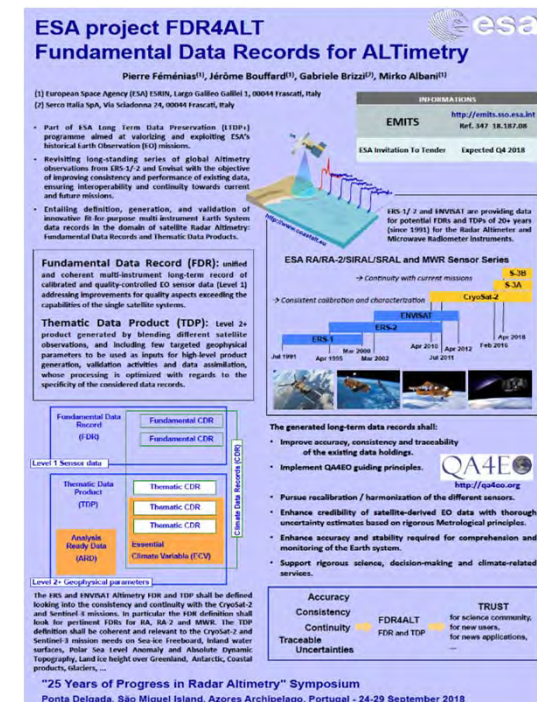 ESA project FDR4ALT
esa
Fundamental Data Records for ALTimetry
Pierre Féménias(1), Jérôme Bouffard(1), Gabriele Brizzi(2), Mirko Albani(1)
(1) European Space Agency (ESA) ESRIN, Largo Galileo Galilei 1, 00044 Frascati, Italy
(2) Serco Italia SpA, Via Sciadonna 24, 00044 Frascati, Italy
INFORMATIONS
EMITS
http://emits.sso.esa.int
Ref. 347 18.187.08
ESA Invitation To Tender
Expected Q4 2018
• Part of ESA Long Term Data Preservation (LTDP+)
programme aimed at valorizing and exploiting ESA's
historical Earth Observation (EO) missions.
• Revisiting long-standing series of global Altimetry
observations from ERS-1/-2 and Envisat with the objective
of improving consistency and performance of existing data,
ensuring interoperability and continuity towards current
and future missions.
• Entailing definition, generation, and validation of
innovative fit-for-purpose multi-instrument Earth System
data records in the domain of satellite Radar Altimetry:
Fundamental Data Records and Thematic Data Products.
http://www.coastalt.eu
ERS-1/ 2 and ENVISAT are providing data
for potential FDRs and TDPs of 20+ years
(since 1991) for the Radar Altimeter and
Microwave Radiometer instruments.
Fundamental Data Record (FDR): unified
and coherent multi-instrument long-term record of
calibrated and quality-controlled EO sensor data (Level 1)
addressing improvements for quality aspects exceeding the
capabilities of the single satellite systems.
Thematic Data Product (TDP): Level 2+
product generated by blending different satellite
observations, and including few targeted geophysical
parameters to be used as inputs for high-level product
generation, validation activities and data assimilation,
whose processing is optimized with regards to the
specificity of the considered data records.
ESA RA/RA-2/SIRAL/SRAL and MWR Sensor Series
S-3B
→ Continuity with current missions
S-3A
→ Consistent calibration and characterization
CryoSat-2
ENVISAT
ERS-2
ERS-1
Apr 2018
Apr 2010
Apr 2012
Feb 2016
Mar 2000
Jul 1991
Apr 1995
Mar 2002
Jul 2011
Fundamental Data
Record
(FDR)
Fundamental CDR
Fundamental CDR
Level 1 Sensor data
Climate Data Records (CDR)
Thematic Data
Product
(TDP)
Thematic CDR
Thematic CDR
Thematic CDR
Analysis
Ready Data
(ARD)
Essential
Climate Variable (ECV)
Level 2+ Geophysical parameters
The generated long-term data records shall:
• Improve accuracy, consistency and traceability
of the existing data holdings.
• Implement QA4EO guiding principles.
QA4EO
http://qa4eo.org
• Pursue recalibration / harmonization of the different sensors.
• Enhance credibility of satellite-derived EO data with thorough
uncertainty estimates based on rigorous Metrological principles.
• Enhance accuracy and stability required for comprehension and
monitoring of the Earth system.
• Support rigorous science, decision-making and climate-related
services.
The ERS and ENVISAT Altimetry FDR and TDP shall be defined
looking into the consistency and continuity with the CryoSat-2
and Sentinel-3 missions. In particular the FDR definition shall
look for pertinent FDRs for RA, RA-2 and MWR. The TDP
definition shall be coherent and relevant to the CryoSat-2 and
Sentinel-3 mission needs on Sea-ice Freeboard, Inland water
surfaces, Polar Sea Level Anomaly and Absolute Dynamic
Topography, Land ice height over Greenland, Antarctic, Coastal
products, Glaciers, ...
Accuracy
Consistency
Continuity
Traceable
Uncertainties
FDR4ALT
FDR and TDP
TRUST
for science community,
for new users,
for news applications,
...
"25 Years of Progress in Radar Altimetry" Symposium
Ponta Delgada, São Miguel Island, Azores Archipelago, Portugal - 24-29 September 2018